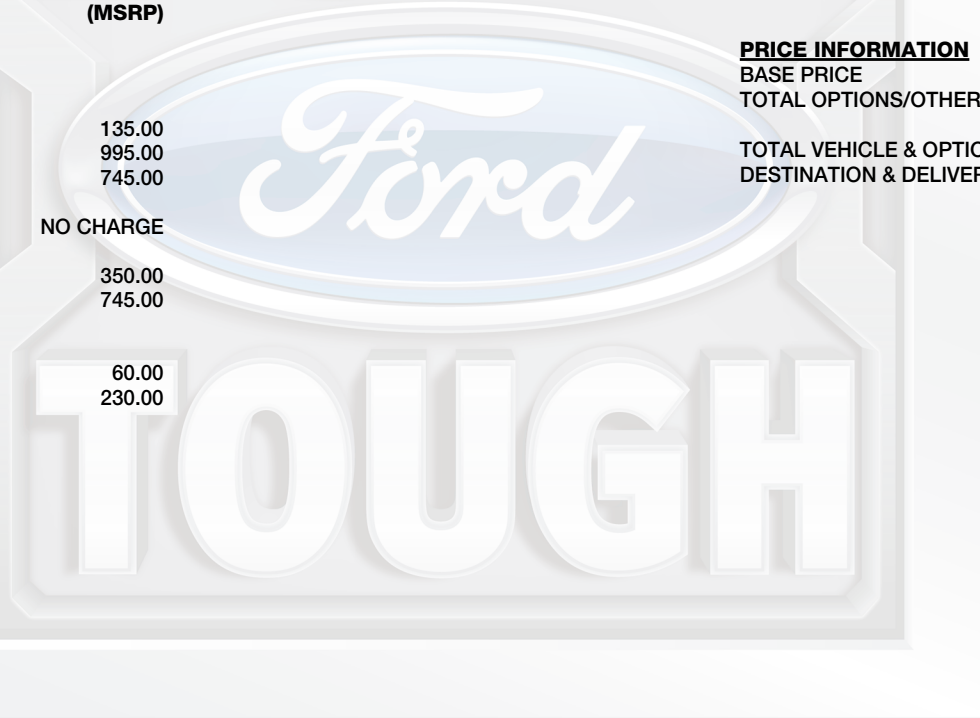 (MSRP)
135.00
995.00
745.00
NO CHARGE
350.00
745.00
60.00
230.00
PRICE INFORMATION
BASE PRICE
TOTAL OPTIONS/OTHER
TOTAL VEHICLE & OPTIO
DESTINATION & DELIVER
Ford
TOUGH